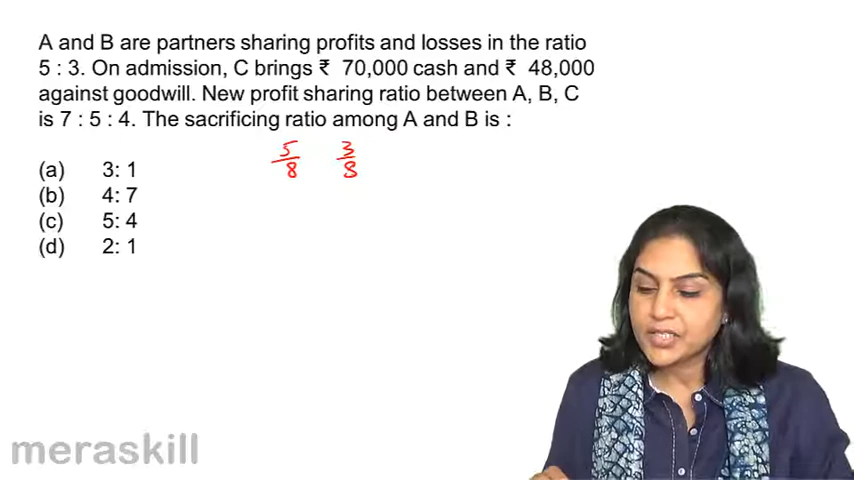 A and B are partners sharing profits and losses in the ratio
5 : 3. On admission, C brings ₹ 70,000 cash and ₹ 48,000
against goodwill. New profit sharing ratio between A, B, C
is 7 : 5 : 4. The sacrificing ratio among A and B is :
5/8 3/8
(a) 3: 1
(b) 4: 7
(c) 5: 4
(d) 2: 1
meraskill